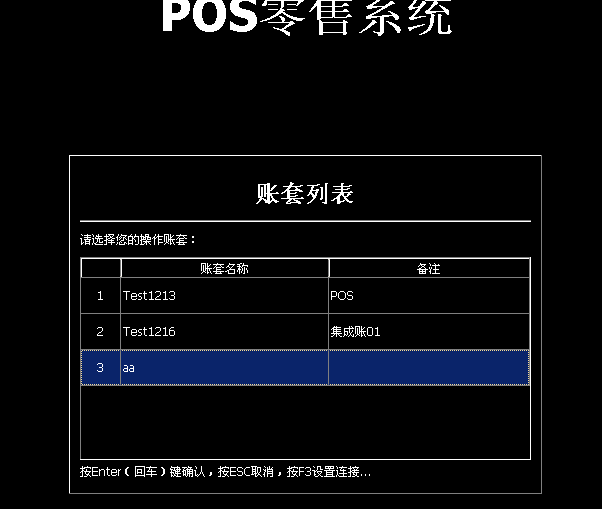 POS零售系统
账套列表
请选择您的操作账套：
账套名称 备注
1 Test1213 POS
2 Test1216 集成账01
3 aa
按Enter（回车）键确认，按ESC取消，按F3设置连接...